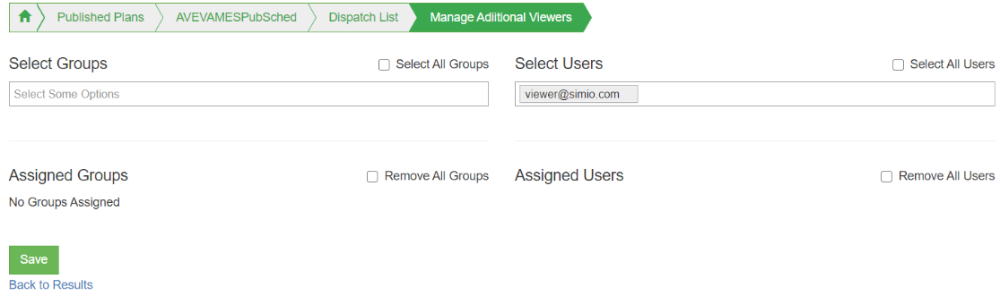 Published Plans AVEVAMESPubSched Dispatch List Manage Adiitional Viewers
Select Groups Select All Groups Select Users Select All Users
Select Some Options viewer@simio.com
Assigned Groups Remove All Groups Assigned Users Remove All Users
No Groups Assigned
Save
Back to Results